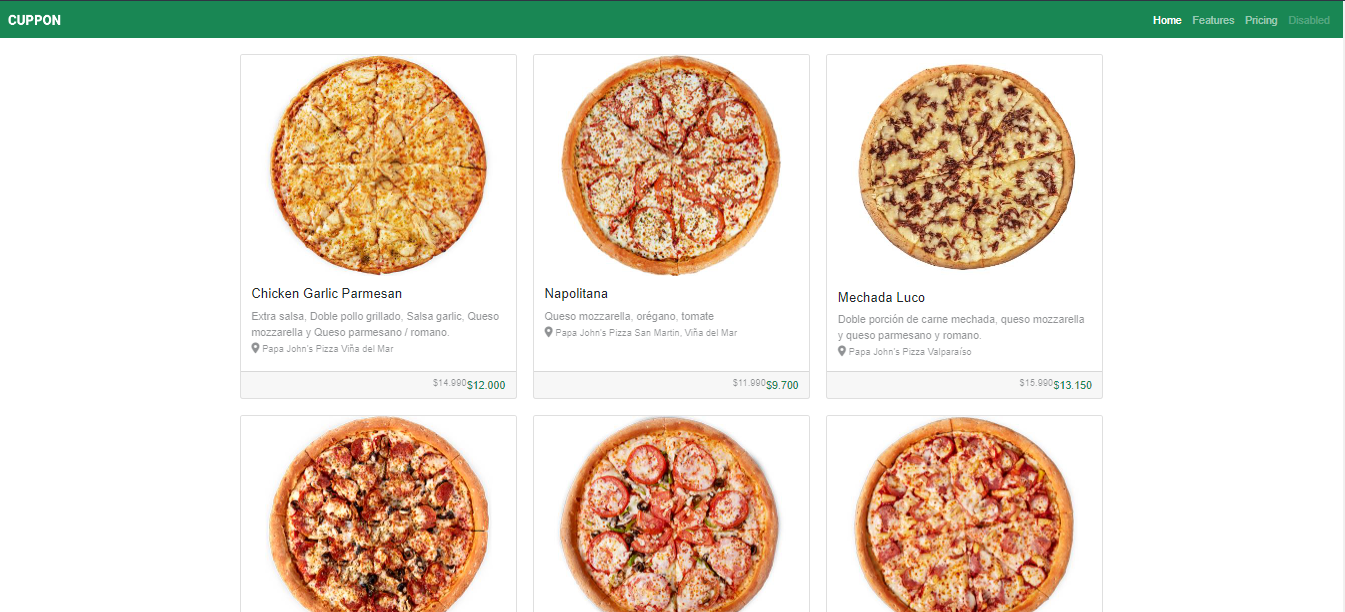 CUPPON
Home Features Pricing Disabled
Chicken Garlic Parmesan
Extra salsa, Doble pollo grillado, Salsa garlic, Queso
mozzarella y Queso parmesano / romano.
Papa John's Pizza Viña del Mar
$14.990$12.000
Napolitana
Queso mozzarella, orégano, tomate
Papa John's Pizza San Martin, Viña del Mar
$11.990$9.700
Mechada Luco
Doble porción de carne mechada, queso mozzarella
y queso parmesano y romano.
Papa John's Pizza Valparaíso
$15.990$13.150